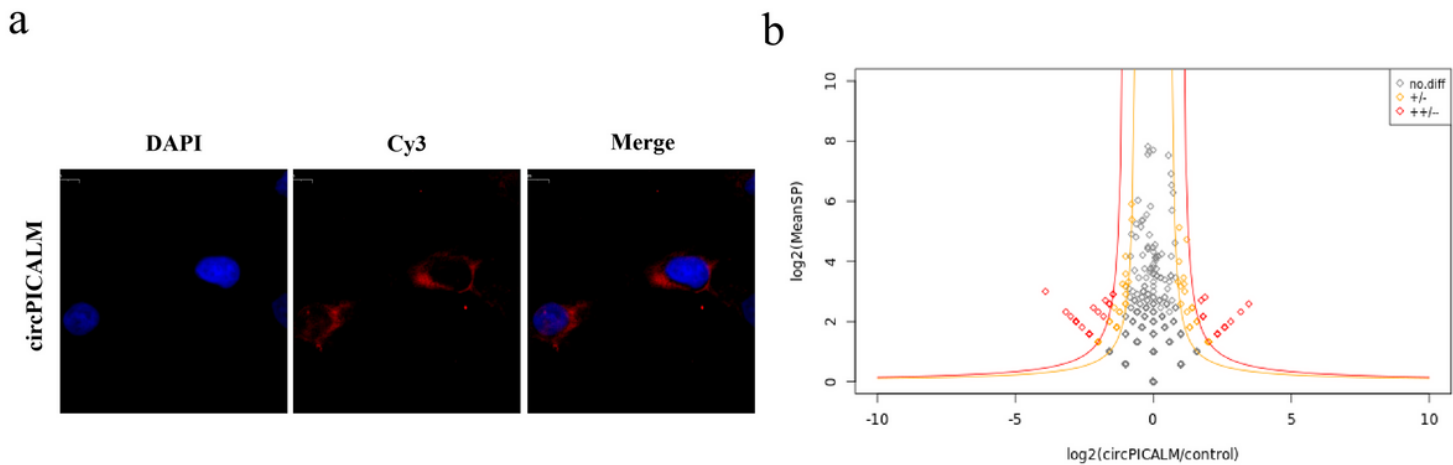 a
b
DAPI
Cy3
Merge
circPICALM
log2(MeanSP)
10
8
6
4
2
0
no.diff
+/-
++/--
-10
-5
0
5
10
log2(circPICALM/control)